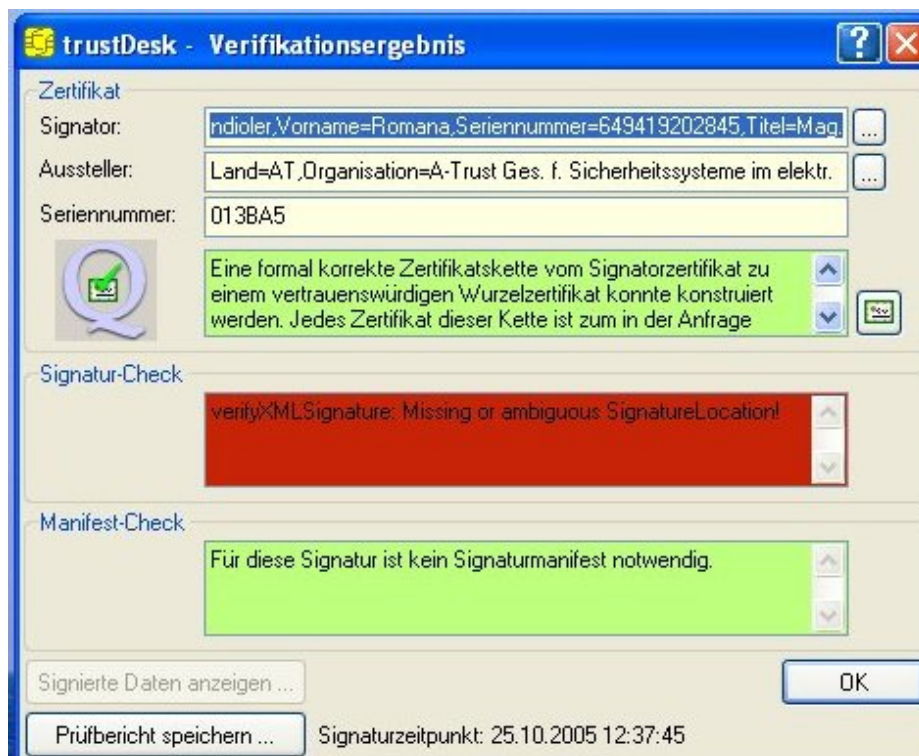 trustDesk - Verifikationsergebnis
Zertifikat
Signator: ndioler,Vorname=Romana,Seriennummer=649419202845,Titel=Mag. ...
Aussteller: Land=AT,Organisation=A-Trust Ges. f. Sicherheitssysteme im elektr. ...
Seriennummer: 013BA5
Eine formal korrekte Zertifikatskette vom Signatorzertifikat zu
einem vertrauenswürdigen Wurzelzertifikat konnte konstruiert
werden. Jedes Zertifikat dieser Kette ist zum in der Anfrage
Signatur-Check
verifyXMLSignature: Missing or ambiguous SignatureLocation!
Manifest-Check
Für diese Signatur ist kein Signaturmanifest notwendig.
Signierte Daten anzeigen ... OK
Prüfbericht speichern ... Signaturzeitpunkt: 25.10.2005 12:37:45